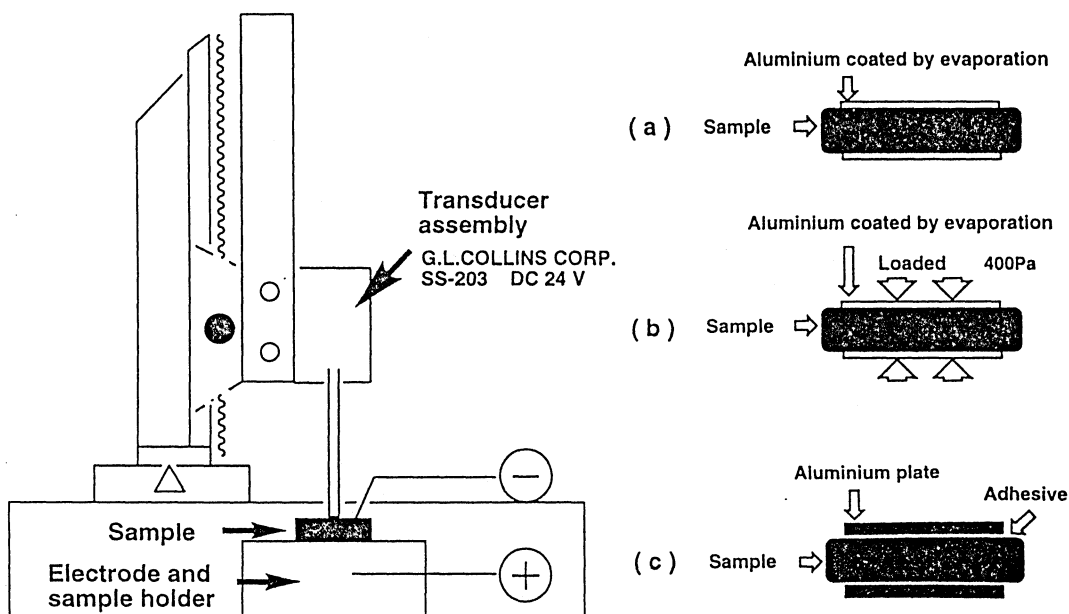 Transducer
assembly
G.L.COLLINS CORP.
SS-203 DC 24 V
−
Sample
Electrode and
sample holder
+
Aluminium coated by evaporation
( a ) Sample
Aluminium coated by evaporation
Loaded 400Pa
( b ) Sample
Aluminium plate
Adhesive
( c ) Sample